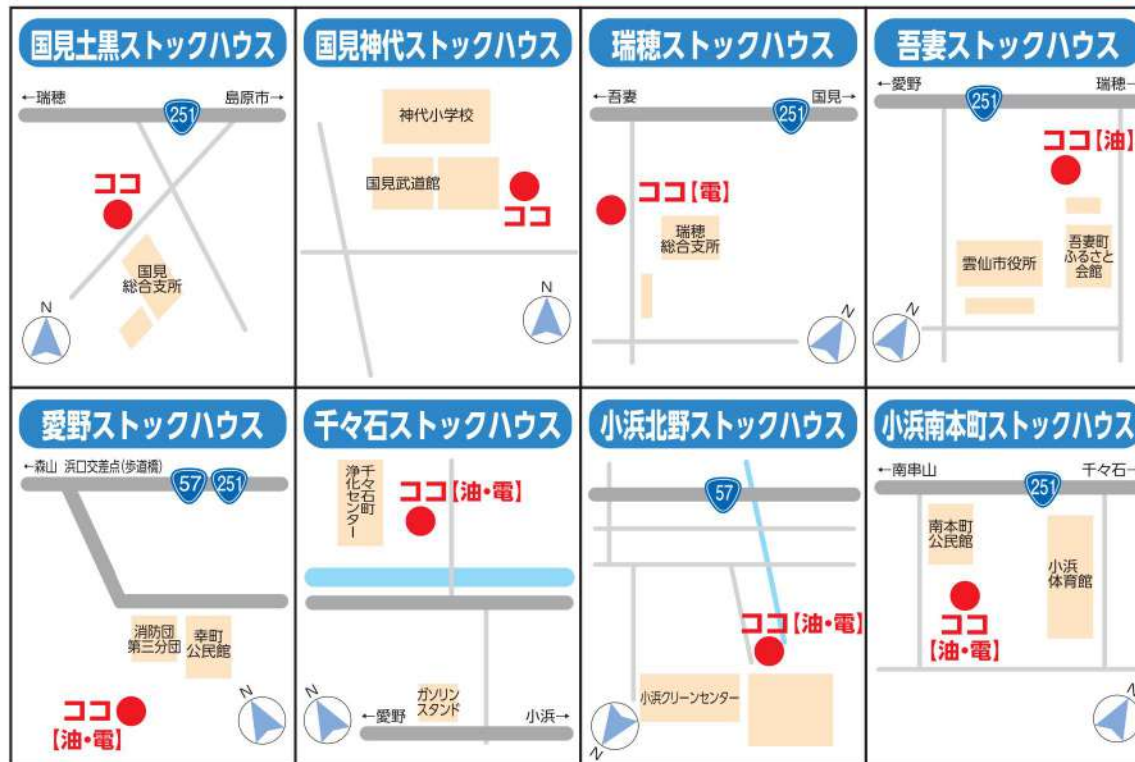 国見土黒ストックハウス
←瑞穂
島原市→
251
ココ
国見
総合支所
N
国見神代ストックハウス
神代小学校
国見武道館
ココ
N
瑞穂ストックハウス
←吾妻
国見→
251
ココ【電】
瑞穂
総合支所
N
吾妻ストックハウス
←愛野
瑞穂→
251
ココ【油】
雲仙市役所
吾妻町
ふるさと
会館
N
愛野ストックハウス
←森山 浜口交差点(歩道橋)
57
251
消防団
第三分団
幸町
公民館
ココ
【油・電】
N
千々石ストックハウス
千々石町
浄化センター
ココ【油・電】
ガソリン
スタンド
←愛野
小浜→
N
小浜北野ストックハウス
57
ココ【油・電】
小浜クリーンセンター
N
小浜南本町ストックハウス
←南串山
千々石→
251
南本町
公民館
小浜
体育館
ココ
【油・電】
N